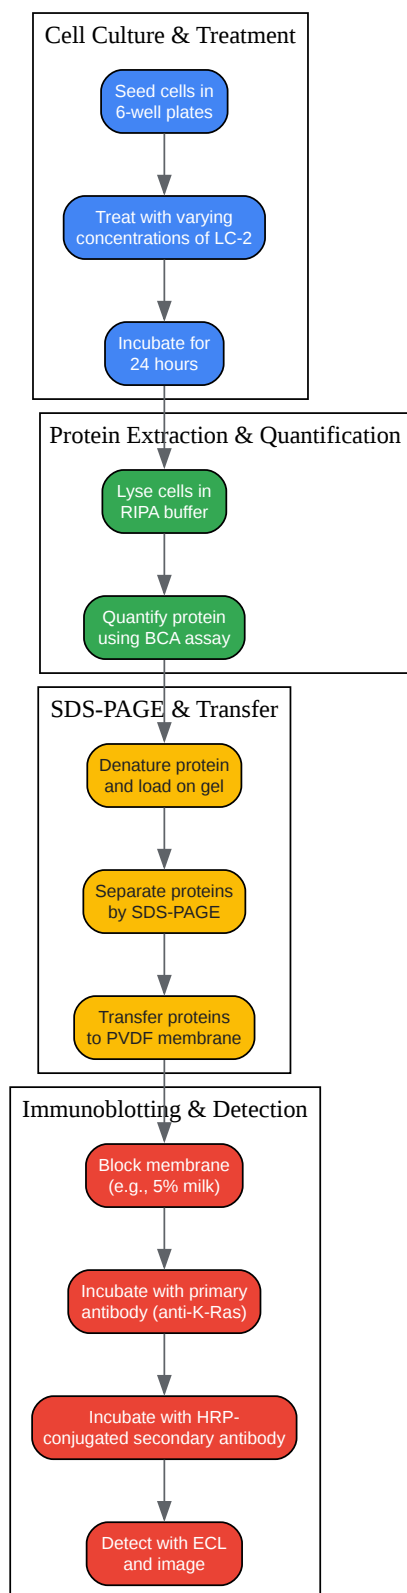 Cell Culture & Treatment
Seed cells in
6-well plates
Treat with varying
concentrations of LC-2
Incubate for
24 hours
Protein Extraction & Quantification
Lyse cells in
RIPA buffer
Quantify protein
using BCA assay
SDS-PAGE & Transfer
Denature protein
and load on gel
Separate proteins
by SDS-PAGE
Transfer proteins
to PVDF membrane
Immunoblotting & Detection
Block membrane
(e.g., 5% milk)
Incubate with primary
antibody (anti-K-Ras)
Incubate with HRP-
conjugated secondary antibody
Detect with ECL
and image